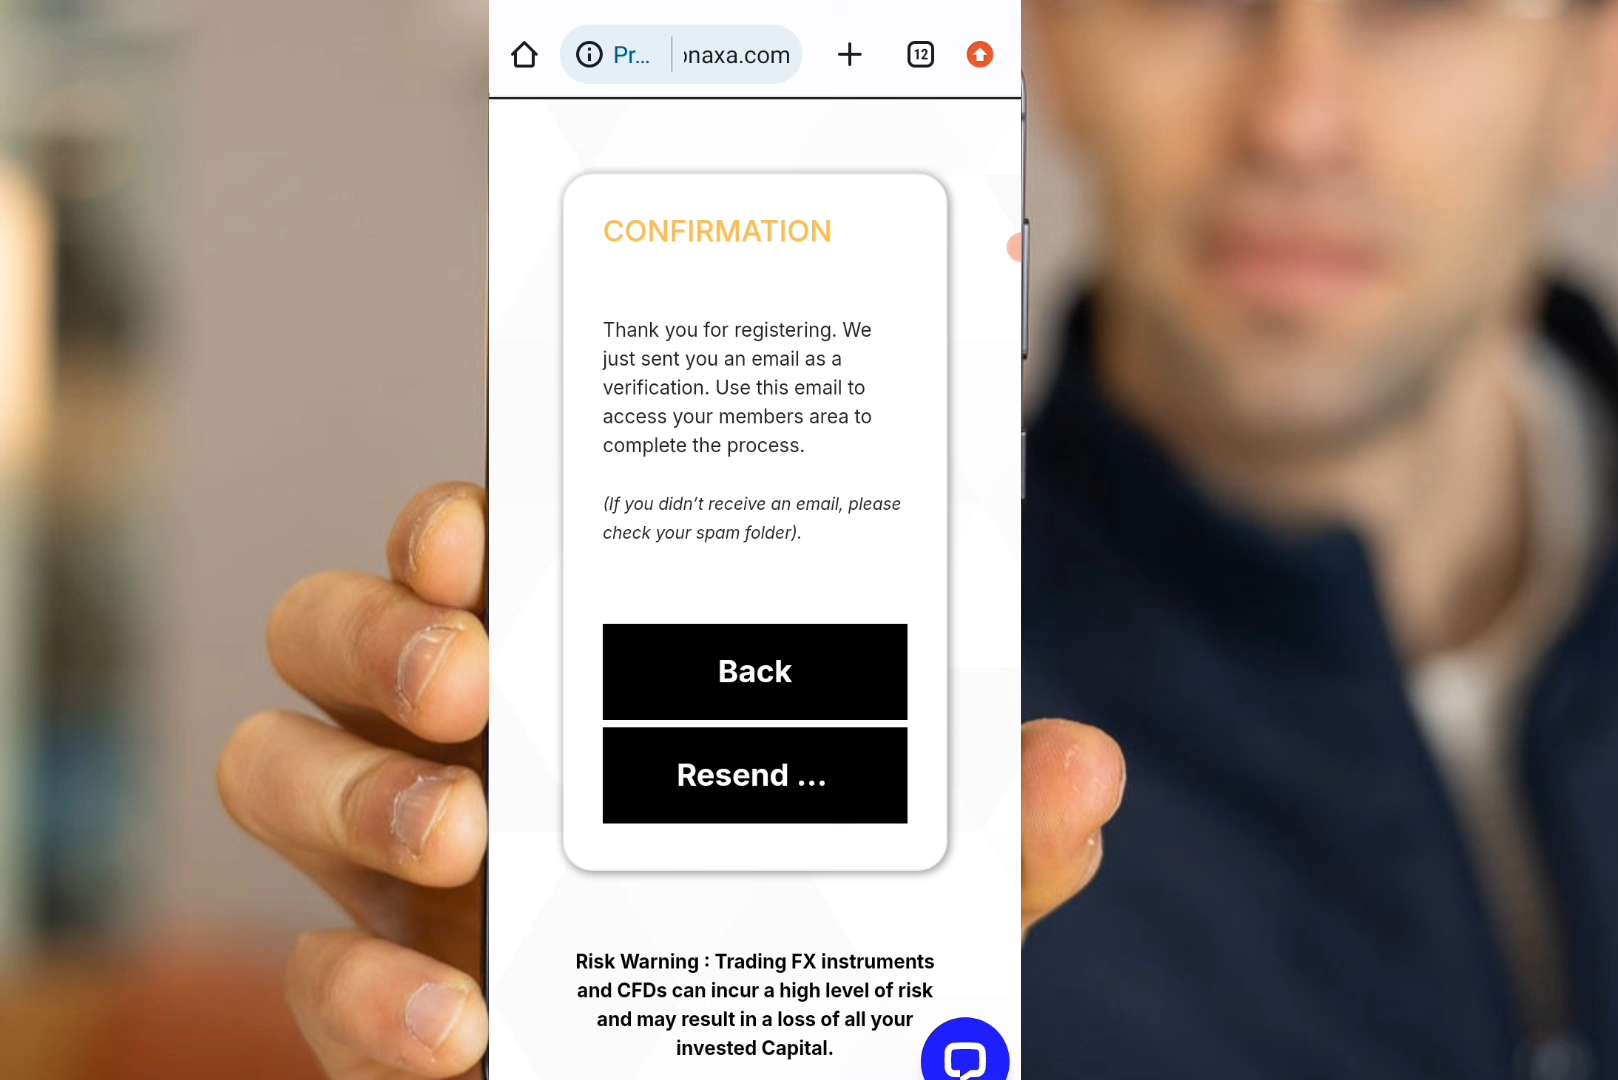 Pr...
onaxa.com
12
CONFIRMATION
Thank you for registering. We
just sent you an email as a
verification. Use this email to
access your members area to
complete the process.
(If you didn't receive an email, please
check your spam folder).
Back
Resend ...
Risk Warning : Trading FX instruments
and CFDs can incur a high level of risk
and may result in a loss of all your
invested Capital.